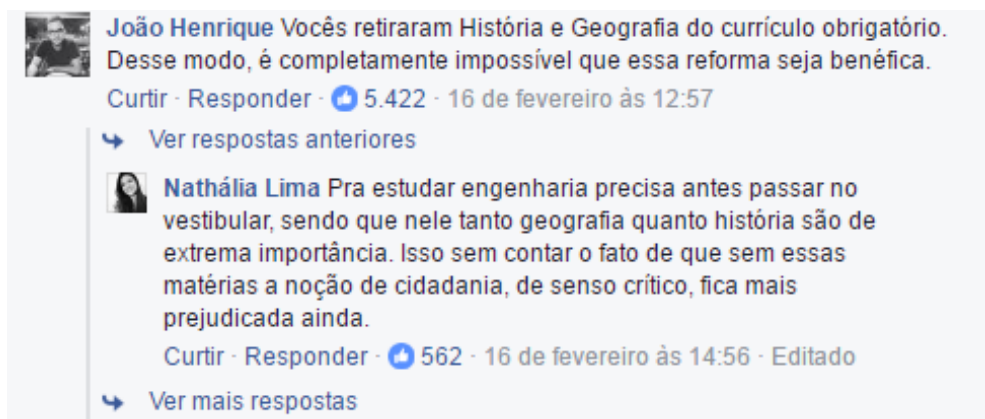 João Henrique Vocês retiraram História e Geografia do currículo obrigatório.
Desse modo, é completamente impossível que essa reforma seja benéfica.
Curtir · Responder · 5.422 · 16 de fevereiro às 12:57
Ver respostas anteriores
Nathália Lima Pra estudar engenharia precisa antes passar no
vestibular, sendo que nele tanto geografia quanto história são de
extrema importância. Isso sem contar o fato de que sem essas
matérias a noção de cidadania, de senso crítico, fica mais
prejudicada ainda.
Curtir · Responder · 562 · 16 de fevereiro às 14:56 · Editado
Ver mais respostas